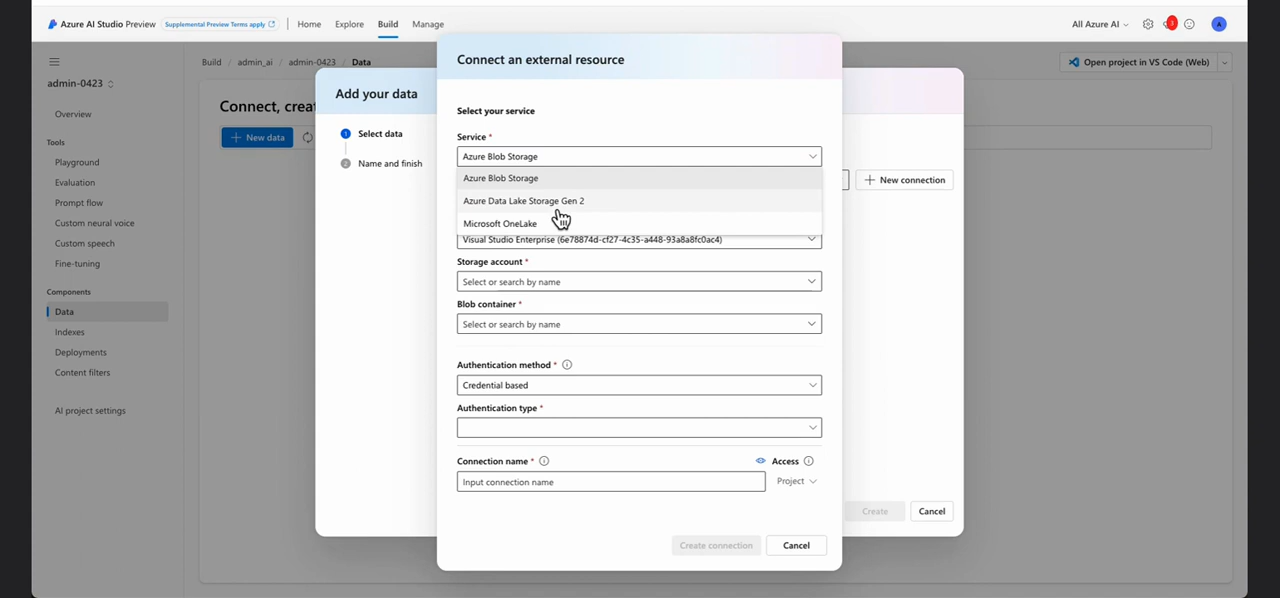 Azure AI Studio Preview
Supplemental Preview Terms apply
Home
Explore
Build
Manage
All Azure AI
3
A
Build / admin_ai / admin-0423 / Data
Open project in VS Code (Web)
admin-0423
Overview
Tools
Playground
Evaluation
Prompt flow
Custom neural voice
Custom speech
Fine-tuning
Components
Data
Indexes
Deployments
Content filters
AI project settings
Connect, creat
New data
Add your data
1 Select data
2 Name and finish
New connection
Create
Cancel
Connect an external resource
Select your service
Service *
Azure Blob Storage
Azure Blob Storage
Azure Data Lake Storage Gen 2
Microsoft OneLake
Visual Studio Enterprise (6e78874d-cf27-4c35-a448-93a8a8fc0ac4)
Storage account *
Select or search by name
Blob container *
Select or search by name
Authentication method *
Credential based
Authentication type *
Connection name *
Access
Input connection name
Project
Create connection
Cancel